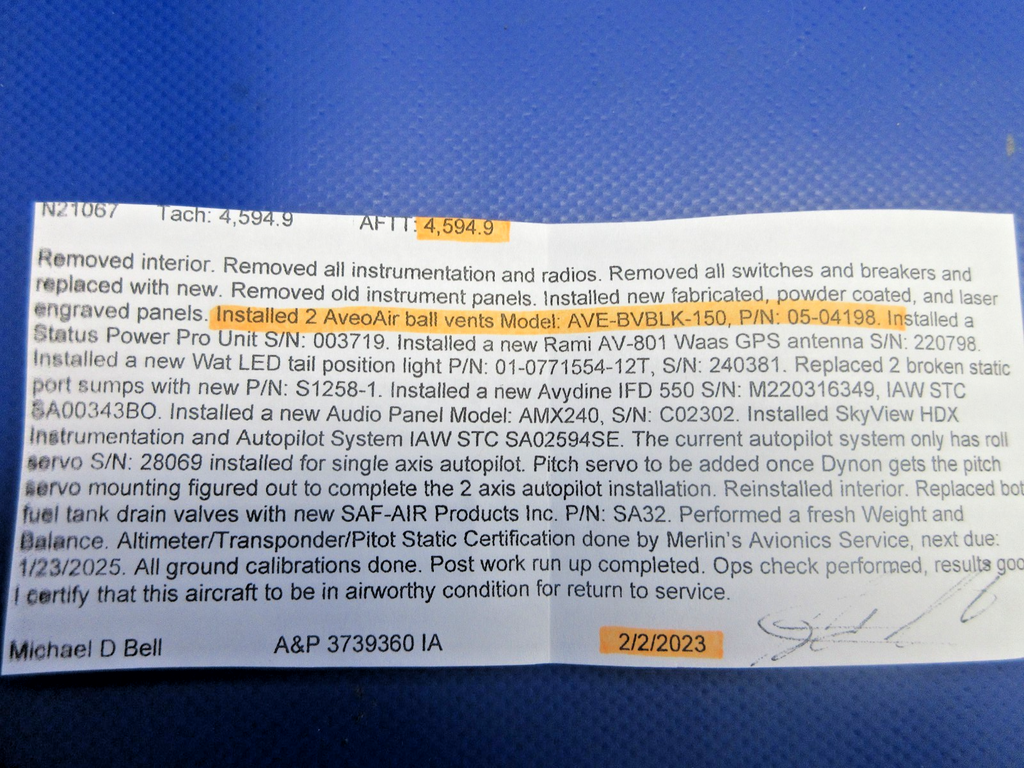 N21067 Tach: 4,594.9 AFTT: 4,594.9
Removed interior. Removed all instrumentation and radios. Removed all switches and breakers and
replaced with new. Removed old instrument panels. Installed new fabricated, powder coated, and laser
engraved panels. Installed 2 AveoAir ball vents Model: AVE-BVBLK-150, P/N: 05-04198. Installed a
Status Power Pro Unit S/N: 003719. Installed a new Rami AV-801 Waas GPS antenna S/N: 220798.
Installed a new Wat LED tail position light P/N: 01-0771554-12T, S/N: 240381. Replaced 2 broken static
port sumps with new P/N: S1258-1. Installed a new Avydine IFD 550 S/N: M220316349, IAW STC
SA00343BO. Installed a new Audio Panel Model: AMX240, S/N: C02302. Installed SkyView HDX
Instrumentation and Autopilot System IAW STC SA02594SE. The current autopilot system only has roll
servo S/N: 28069 installed for single axis autopilot. Pitch servo to be added once Dynon gets the pitch
servo mounting figured out to complete the 2 axis autopilot installation. Reinstalled interior. Replaced bot
fuel tank drain valves with new SAF-AIR Products Inc. P/N: SA32. Performed a fresh Weight and
Balance. Altimeter/Transponder/Pitot Static Certification done by Merlin's Avionics Service, next due:
1/23/2025. All ground calibrations done. Post work run up completed. Ops check performed, results goo
I certify that this aircraft to be in airworthy condition for return to service.
Michael D Bell A&P 3739360 IA 2/2/2023